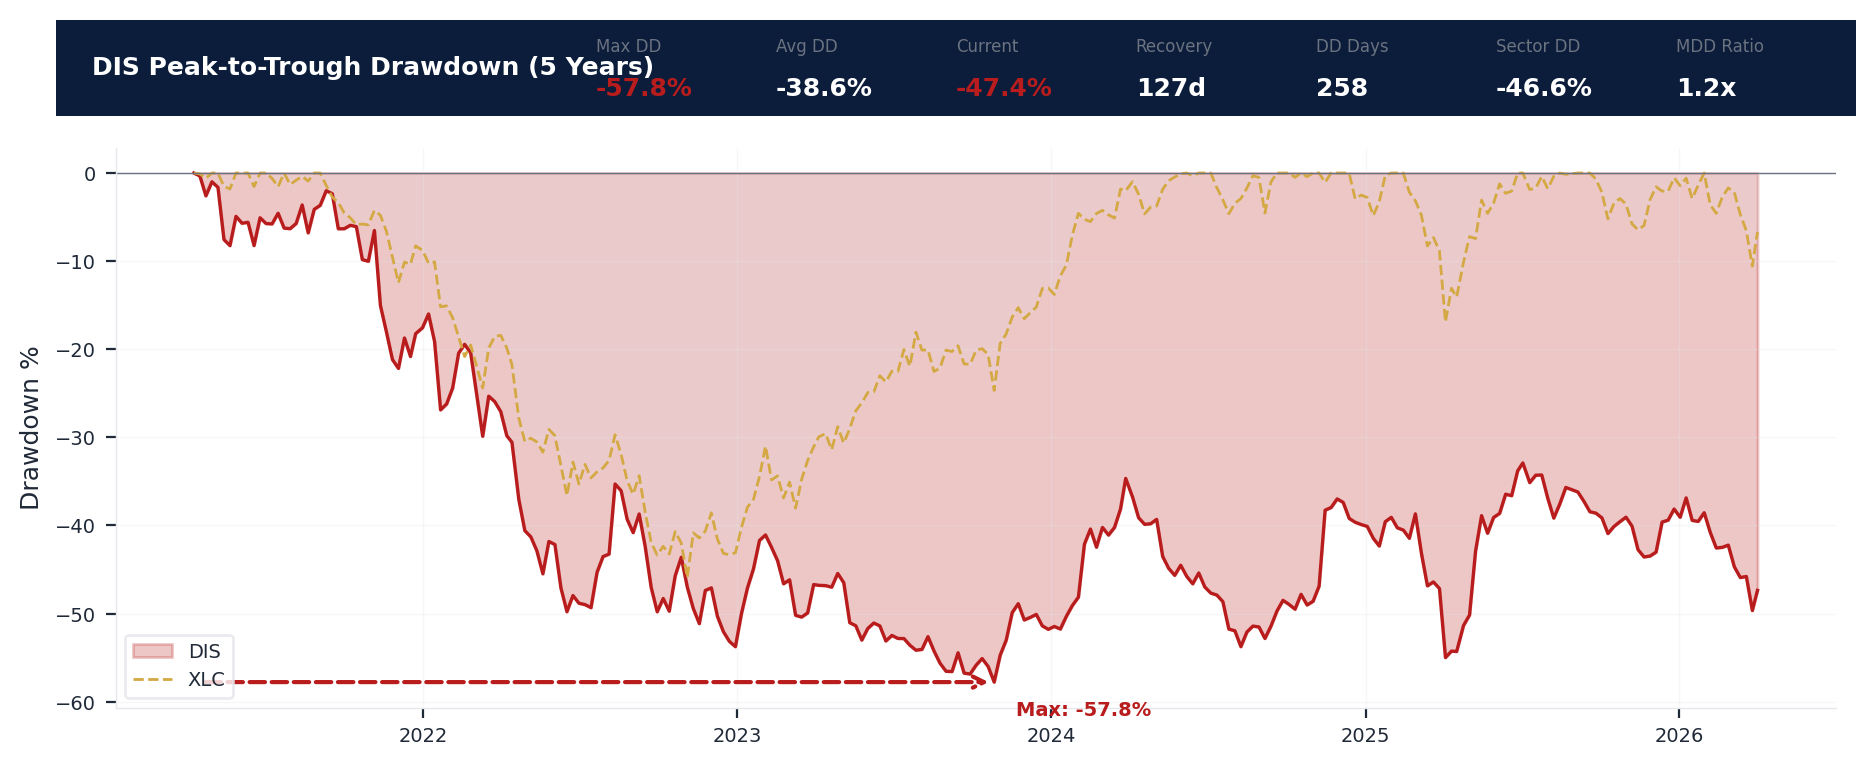 DIS Peak-to-Trough Drawdown (5 Years)
Max DD
-57.8%
Avg DD
-38.6%
Current
-47.4%
Recovery
127d
DD Days
258
Sector DD
-46.6%
MDD Ratio
1.2x
Drawdown %
0
−10
−20
−30
−40
−50
−60
DIS
XLC
Max: -57.8%
2022
2023
2024
2025
2026